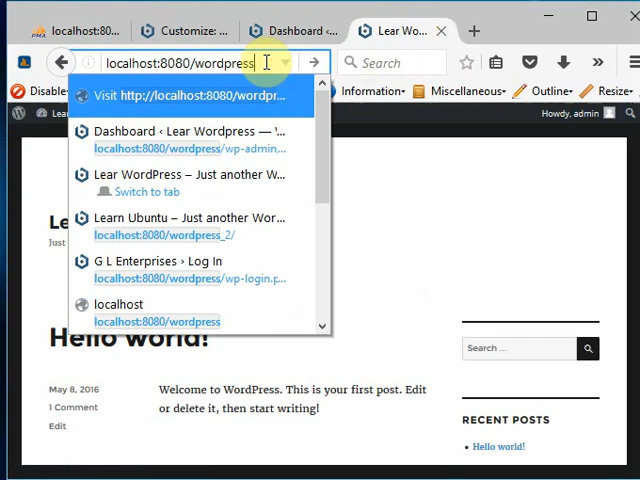 PMA localhost:80...
Customize: ...
Dashboard ‹...
Lear Wo...
localhost:8080/wordpress
Search
Disable
Information
Miscellaneous
Outline
Resize
Howdy, admin
Visit http://localhost:8080/wordpr...
Dashboard ‹ Lear Wordpress — '...
localhost:8080/wordpress/wp-admin...
Lear WordPress – Just another W...
Switch to tab
Learn Ubuntu – Just another Wor...
localhost:8080/wordpress_2/
G L Enterprises › Log In
localhost:8080/wordpress/wp-login.p...
localhost
localhost:8080/wordpress
Just
Hello world!
May 8, 2016
1 Comment
Edit
Welcome to WordPress. This is your first post. Edit
or delete it, then start writing!
Search ...
RECENT POSTS
Hello world!